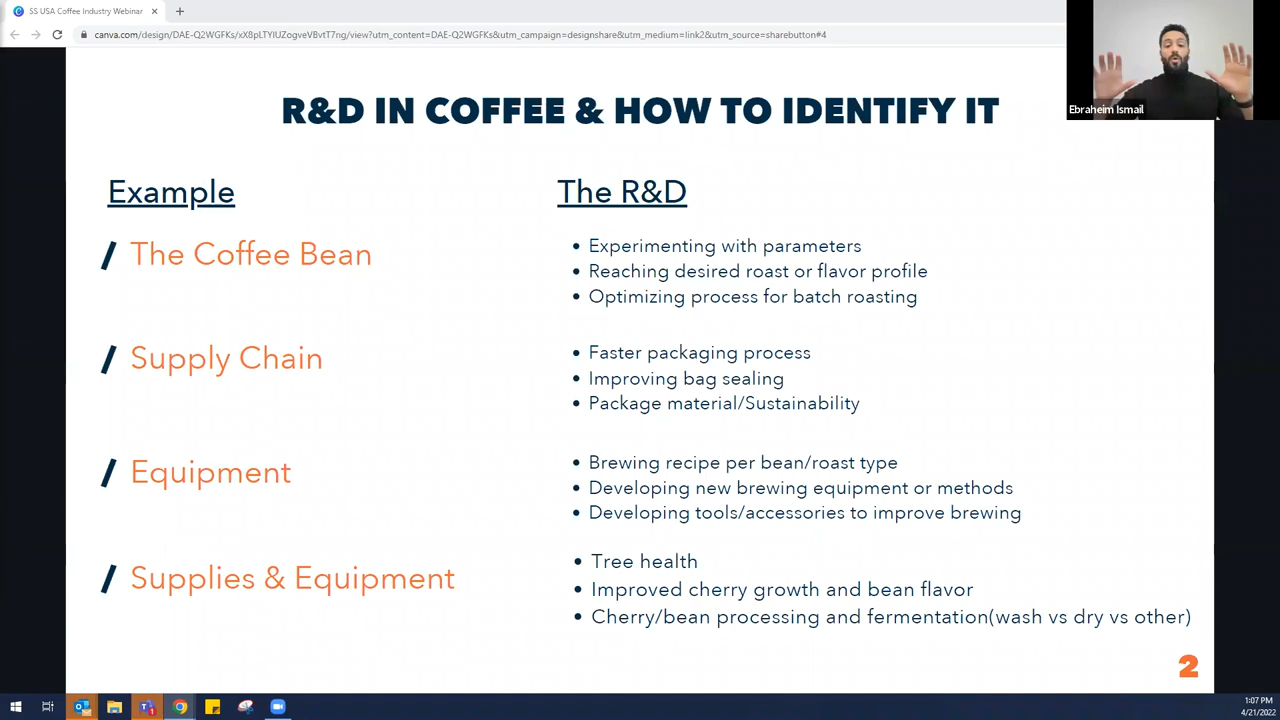 SS USA Coffee Industry Webinar
canva.com/design/DAE-Q2WGFKs/xX8pLTYlUZogveVBvtT7ng/view?utm_content=DAE-Q2WGFKs&utm_campaign=designshare&utm_medium=link2&utm_source=sharebutton#4
Ebraheim Ismail
R&D IN COFFEE & HOW TO IDENTIFY IT
Example
The R&D
/ The Coffee Bean
• Experimenting with parameters
• Reaching desired roast or flavor profile
• Optimizing process for batch roasting
/ Supply Chain
• Faster packaging process
• Improving bag sealing
• Package material/Sustainability
/ Equipment
• Brewing recipe per bean/roast type
• Developing new brewing equipment or methods
• Developing tools/accessories to improve brewing
/ Supplies & Equipment
• Tree health
• Improved cherry growth and bean flavor
• Cherry/bean processing and fermentation(wash vs dry vs other)
2
1:07 PM
4/21/2022